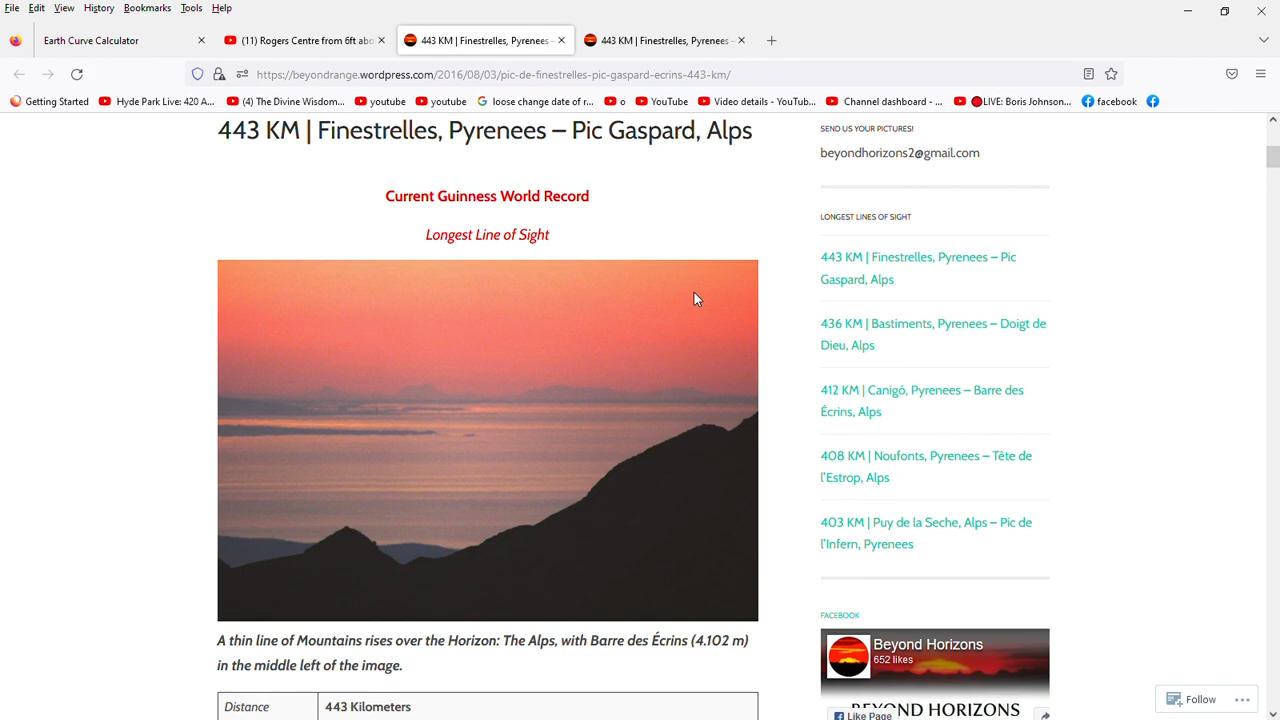 File Edit View History Bookmarks Tools Help
Earth Curve Calculator
(11) Rogers Centre from 6ft abo
443 KM | Finestrelles, Pyrenees –
443 KM | Finestrelles, Pyrenees –
https://beyondrange.wordpress.com/2016/08/03/pic-de-finestrelles-pic-gaspard-ecrins-443-km/
Getting Started Hyde Park Live: 420 A... (4) The Divine Wisdom... youtube youtube loose change date of r... o YouTube Video details - YouTub... Channel dashboard - ... LIVE: Boris Johnson... facebook
443 KM | Finestrelles, Pyrenees – Pic Gaspard, Alps
Current Guinness World Record
Longest Line of Sight
A thin line of Mountains rises over the Horizon: The Alps, with Barre des Écrins (4.102 m)
in the middle left of the image.
Distance 443 Kilometers
SEND US YOUR PICTURES!
beyondhorizons2@gmail.com
LONGEST LINES OF SIGHT
443 KM | Finestrelles, Pyrenees – Pic
Gaspard, Alps
436 KM | Bastiments, Pyrenees – Doigt de
Dieu, Alps
412 KM | Canigó, Pyrenees – Barre des
Écrins, Alps
408 KM | Noufonts, Pyrenees – Tête de
l'Estrop, Alps
403 KM | Puy de la Seche, Alps – Pic de
l'Infern, Pyrenees
FACEBOOK
Beyond Horizons
652 likes
BEYOND HORIZONS
Like Page
Follow